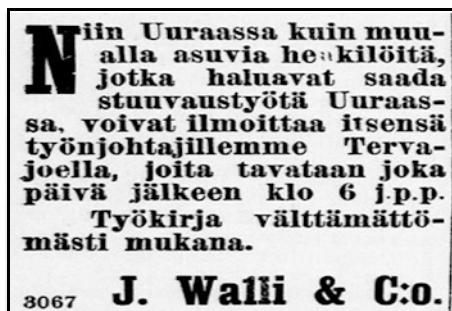 Niin Uuraassa kuin muu-
alla asuvia henkilöitä,
jotka haluavat saada
stuuvaustyötä Uuraas-
sa, voivat ilmoittaa itsensä
työnjohtajillemme Terva-
joella, joita tavataan joka
päivä jälkeen klo 6 j.p.p.
Työkirja välttämättö-
mästi mukana.
3067 J. Walli & C:o.